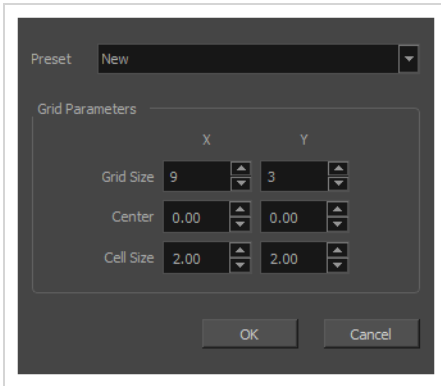 Preset New
Grid Parameters
X Y
Grid Size 9 3
Center 0.00 0.00
Cell Size 2.00 2.00
OK Cancel